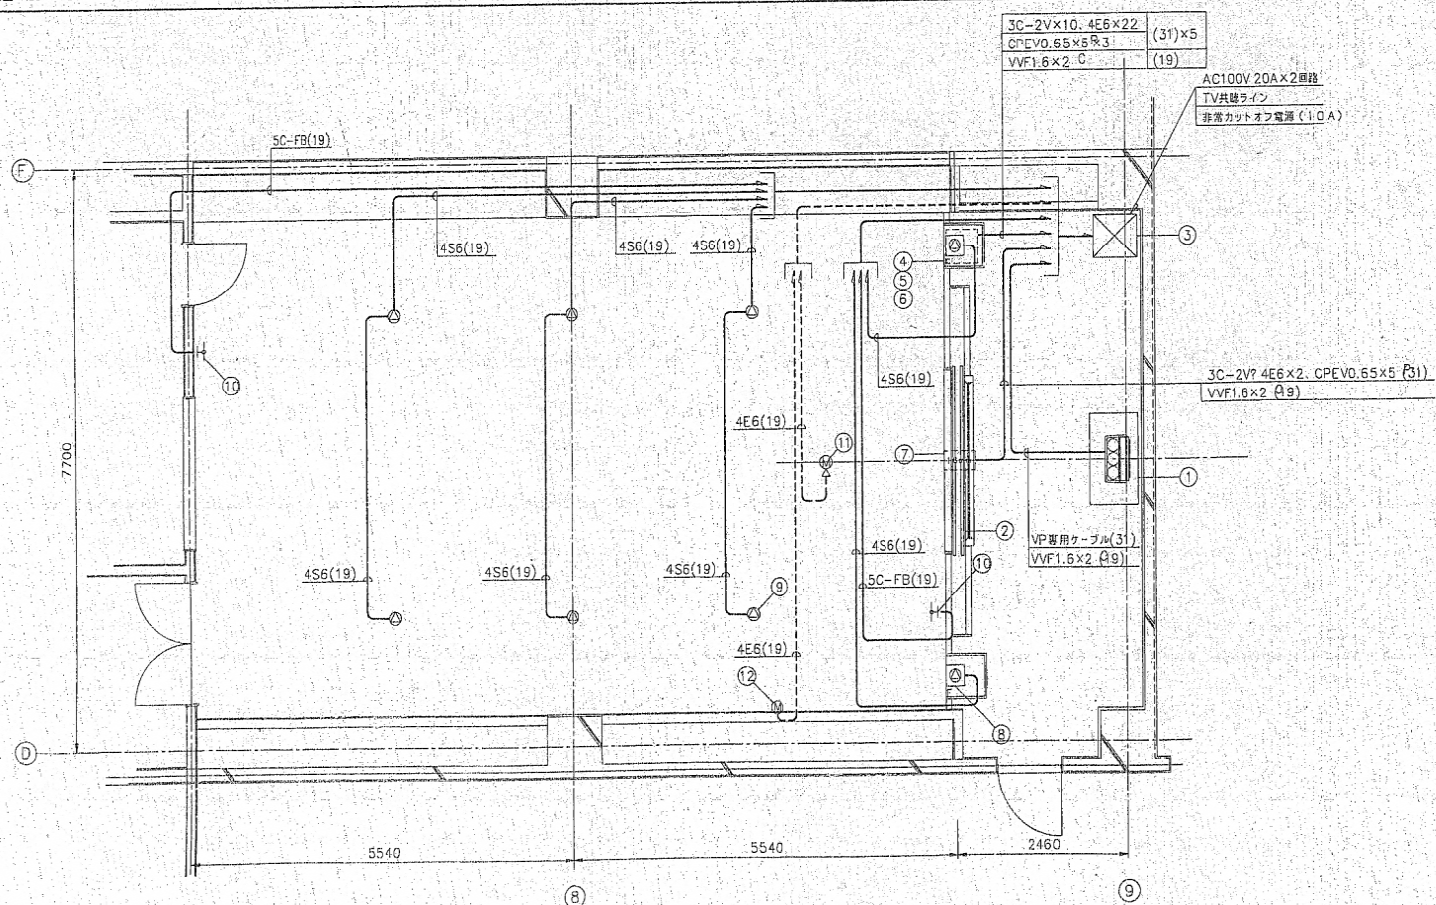 3C-2V×10, 4E6×22
CPEV0.65×5P×3
(31)×5
VVF1.6×2 C
(19)
AC100V 20A×2回路
TV共聴ライン
非常カットオフ電源(10A)
5C-FB(19)
F
4S6(19)
4S6(19)
4S6(19)
3
4
5
6
10
4S6(19)
3C-2V? 4E6×2, CPEV0.65×5P(31)
VVF1.6×2 (19)
4E6(19)
11
M
7
1
7700
2
VP専用ケーブル(31)
VVF1.6×2 (19)
4S6(19)
4S6(19)
4S6(19)
4S6(19)
5C-FB(19)
10
9
4E6(19)
12
M
8
D
5540
5540
2460
8
9